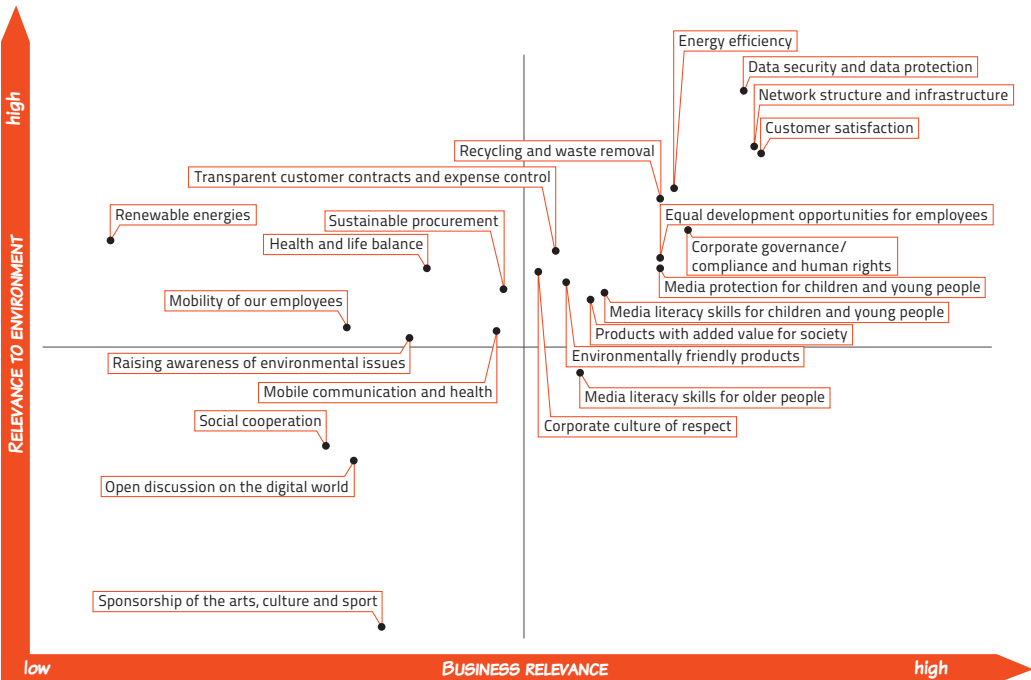 Energy efficiency
Data security and data protection
high
Network structure and infrastructure
Customer satisfaction
Recycling and waste removal
Transparent customer contracts and expense control
Renewable energies
Sustainable procurement
Equal development opportunities for employees
Health and life balance
Corporate governance/
compliance and human rights
Media protection for children and young people
Mobility of our employees
Media literacy skills for children and young people
RELEVANCE TO ENVIRONMENT
Products with added value for society
Raising awareness of environmental issues
Environmentally friendly products
Mobile communication and health
Media literacy skills for older people
Social cooperation
Corporate culture of respect
Open discussion on the digital world
Sponsorship of the arts, culture and sport
low
BUSINESS RELEVANCE
high